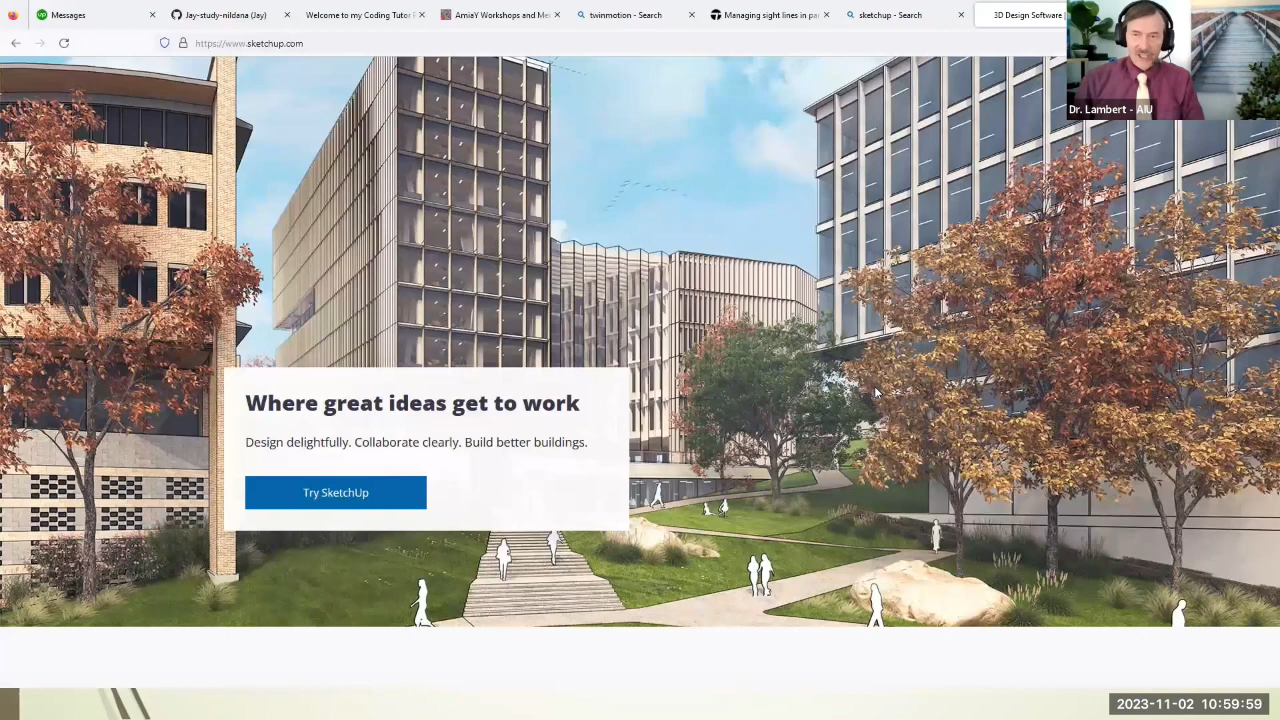 Messages
Jay-study-nildana (Jay)
Welcome to my Coding Tutor F
AmiaY Workshops and Me
twinmotion - Search
Managing sight lines in pa
sketchup - Search
3D Design Software |
https://www.sketchup.com
Dr. Lambert - AIU
Where great ideas get to work
Design delightfully. Collaborate clearly. Build better buildings.
Try SketchUp
2023-11-02 10:59:59